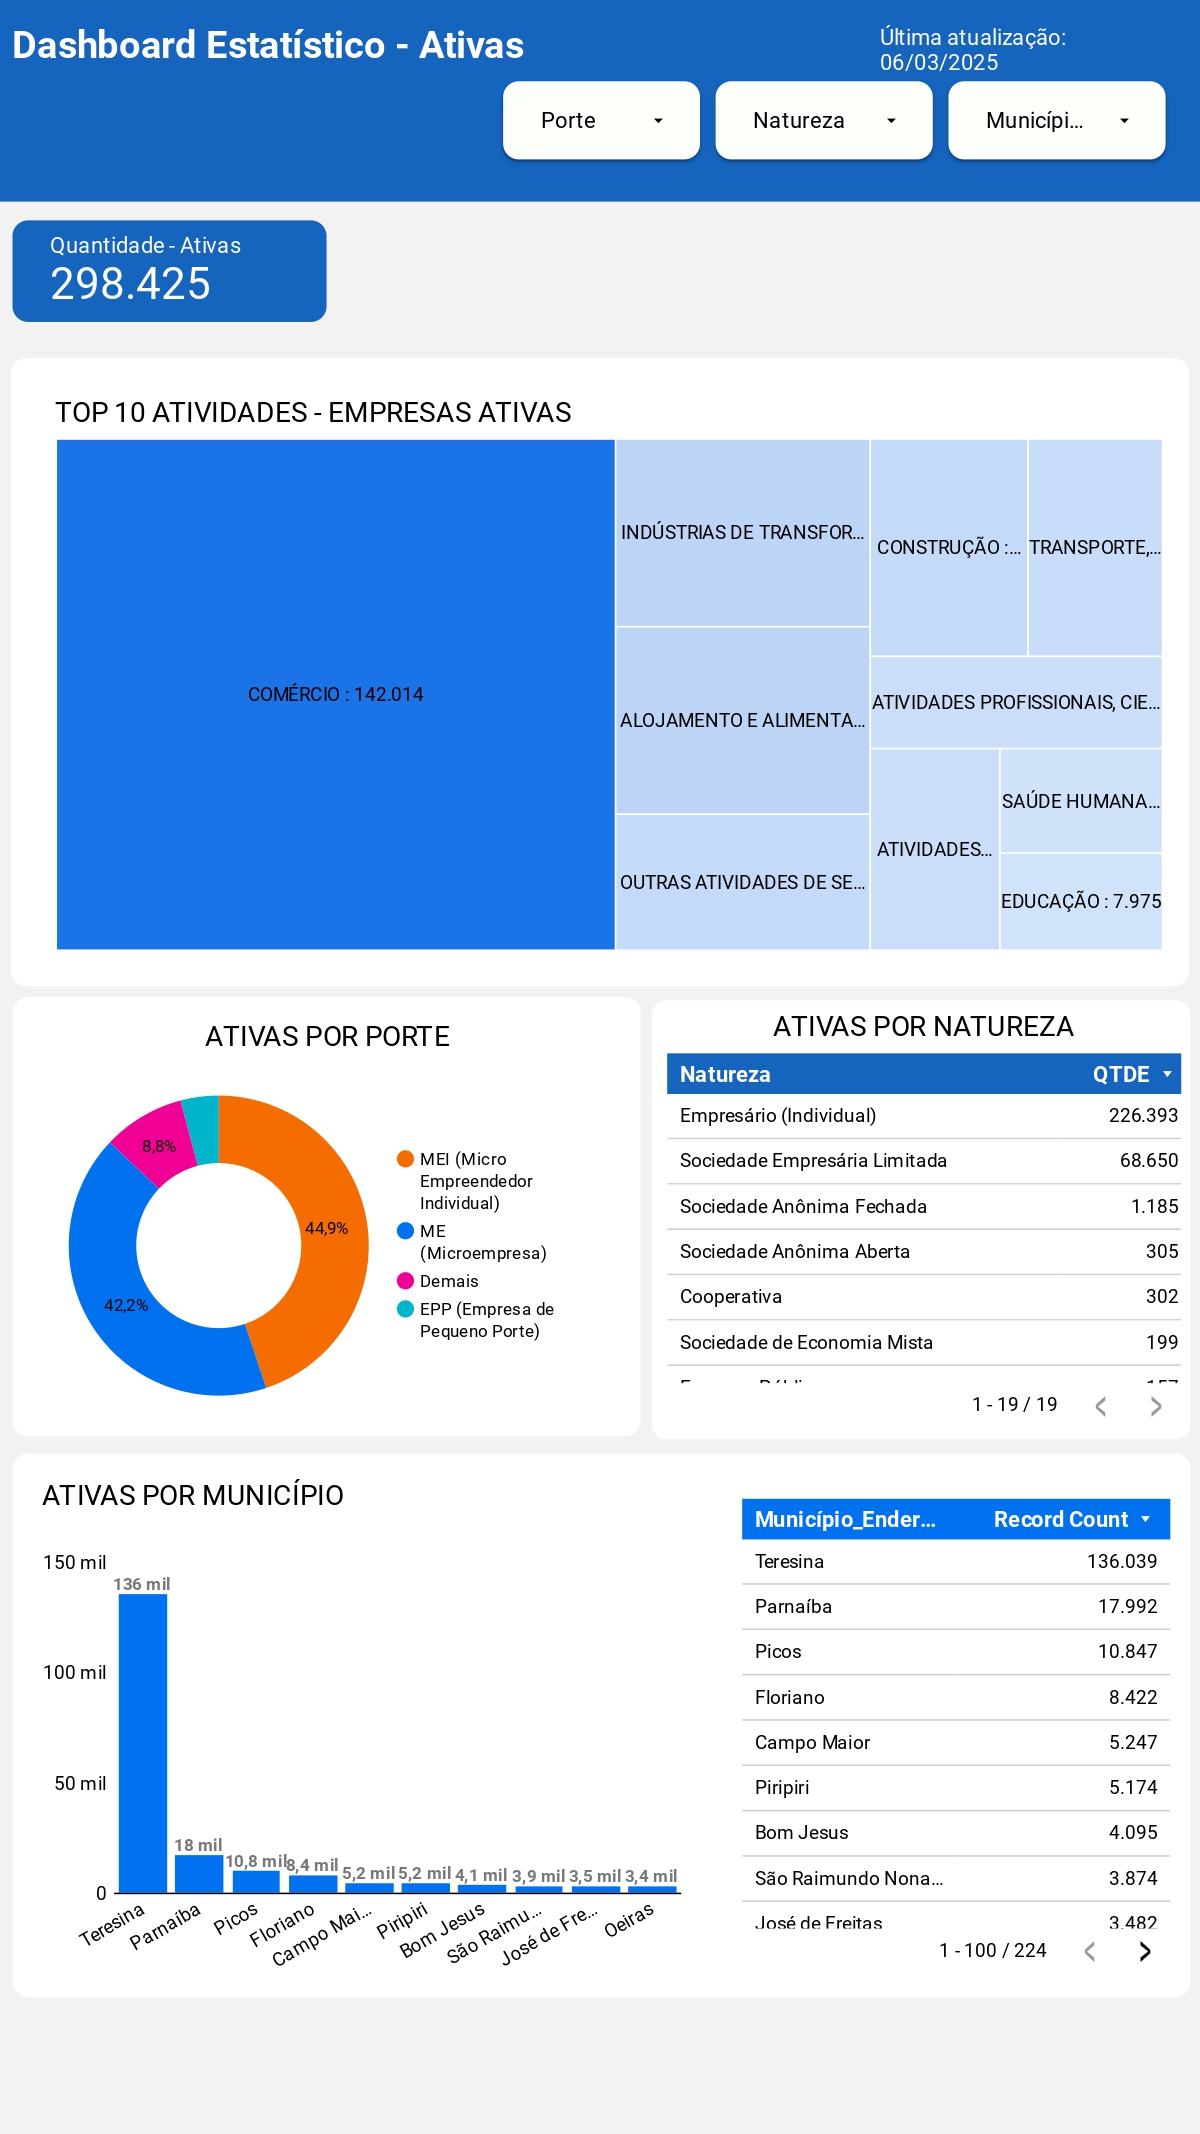 Dashboard Estatístico - Ativas
Última atualização:
06/03/2025
Porte
Natureza
Municípi...
Quantidade - Ativas
298.425
TOP 10 ATIVIDADES - EMPRESAS ATIVAS
COMÉRCIO : 142.014
INDÚSTRIAS DE TRANSFOR...
ALOJAMENTO E ALIMENTA...
OUTRAS ATIVIDADES DE SE...
CONSTRUÇÃO :...
TRANSPORTE,...
ATIVIDADES PROFISSIONAIS, CIE...
ATIVIDADES...
SAÚDE HUMANA...
EDUCAÇÃO : 7.975
ATIVAS POR PORTE
8,8%
44,9%
42,2%
MEI (Micro
Empreendedor
Individual)
ME
(Microempresa)
Demais
EPP (Empresa de
Pequeno Porte)
ATIVAS POR NATUREZA
Natureza QTDE
Empresário (Individual) 226.393
Sociedade Empresária Limitada 68.650
Sociedade Anônima Fechada 1.185
Sociedade Anônima Aberta 305
Cooperativa 302
Sociedade de Economia Mista 199
1 - 19 / 19
ATIVAS POR MUNICÍPIO
150 mil
100 mil
50 mil
0
136 mil
18 mil
10,8 mil
8,4 mil
5,2 mil
5,2 mil
4,1 mil
3,9 mil
3,5 mil
3,4 mil
Teresina
Parnaíba
Picos
Floriano
Campo Mai...
Piripiri
Bom Jesus
São Raimu...
José de Fre...
Oeiras
Município_Ender... Record Count
Teresina 136.039
Parnaíba 17.992
Picos 10.847
Floriano 8.422
Campo Maior 5.247
Piripiri 5.174
Bom Jesus 4.095
São Raimundo Nona... 3.874
José de Freitas 3.482
1 - 100 / 224